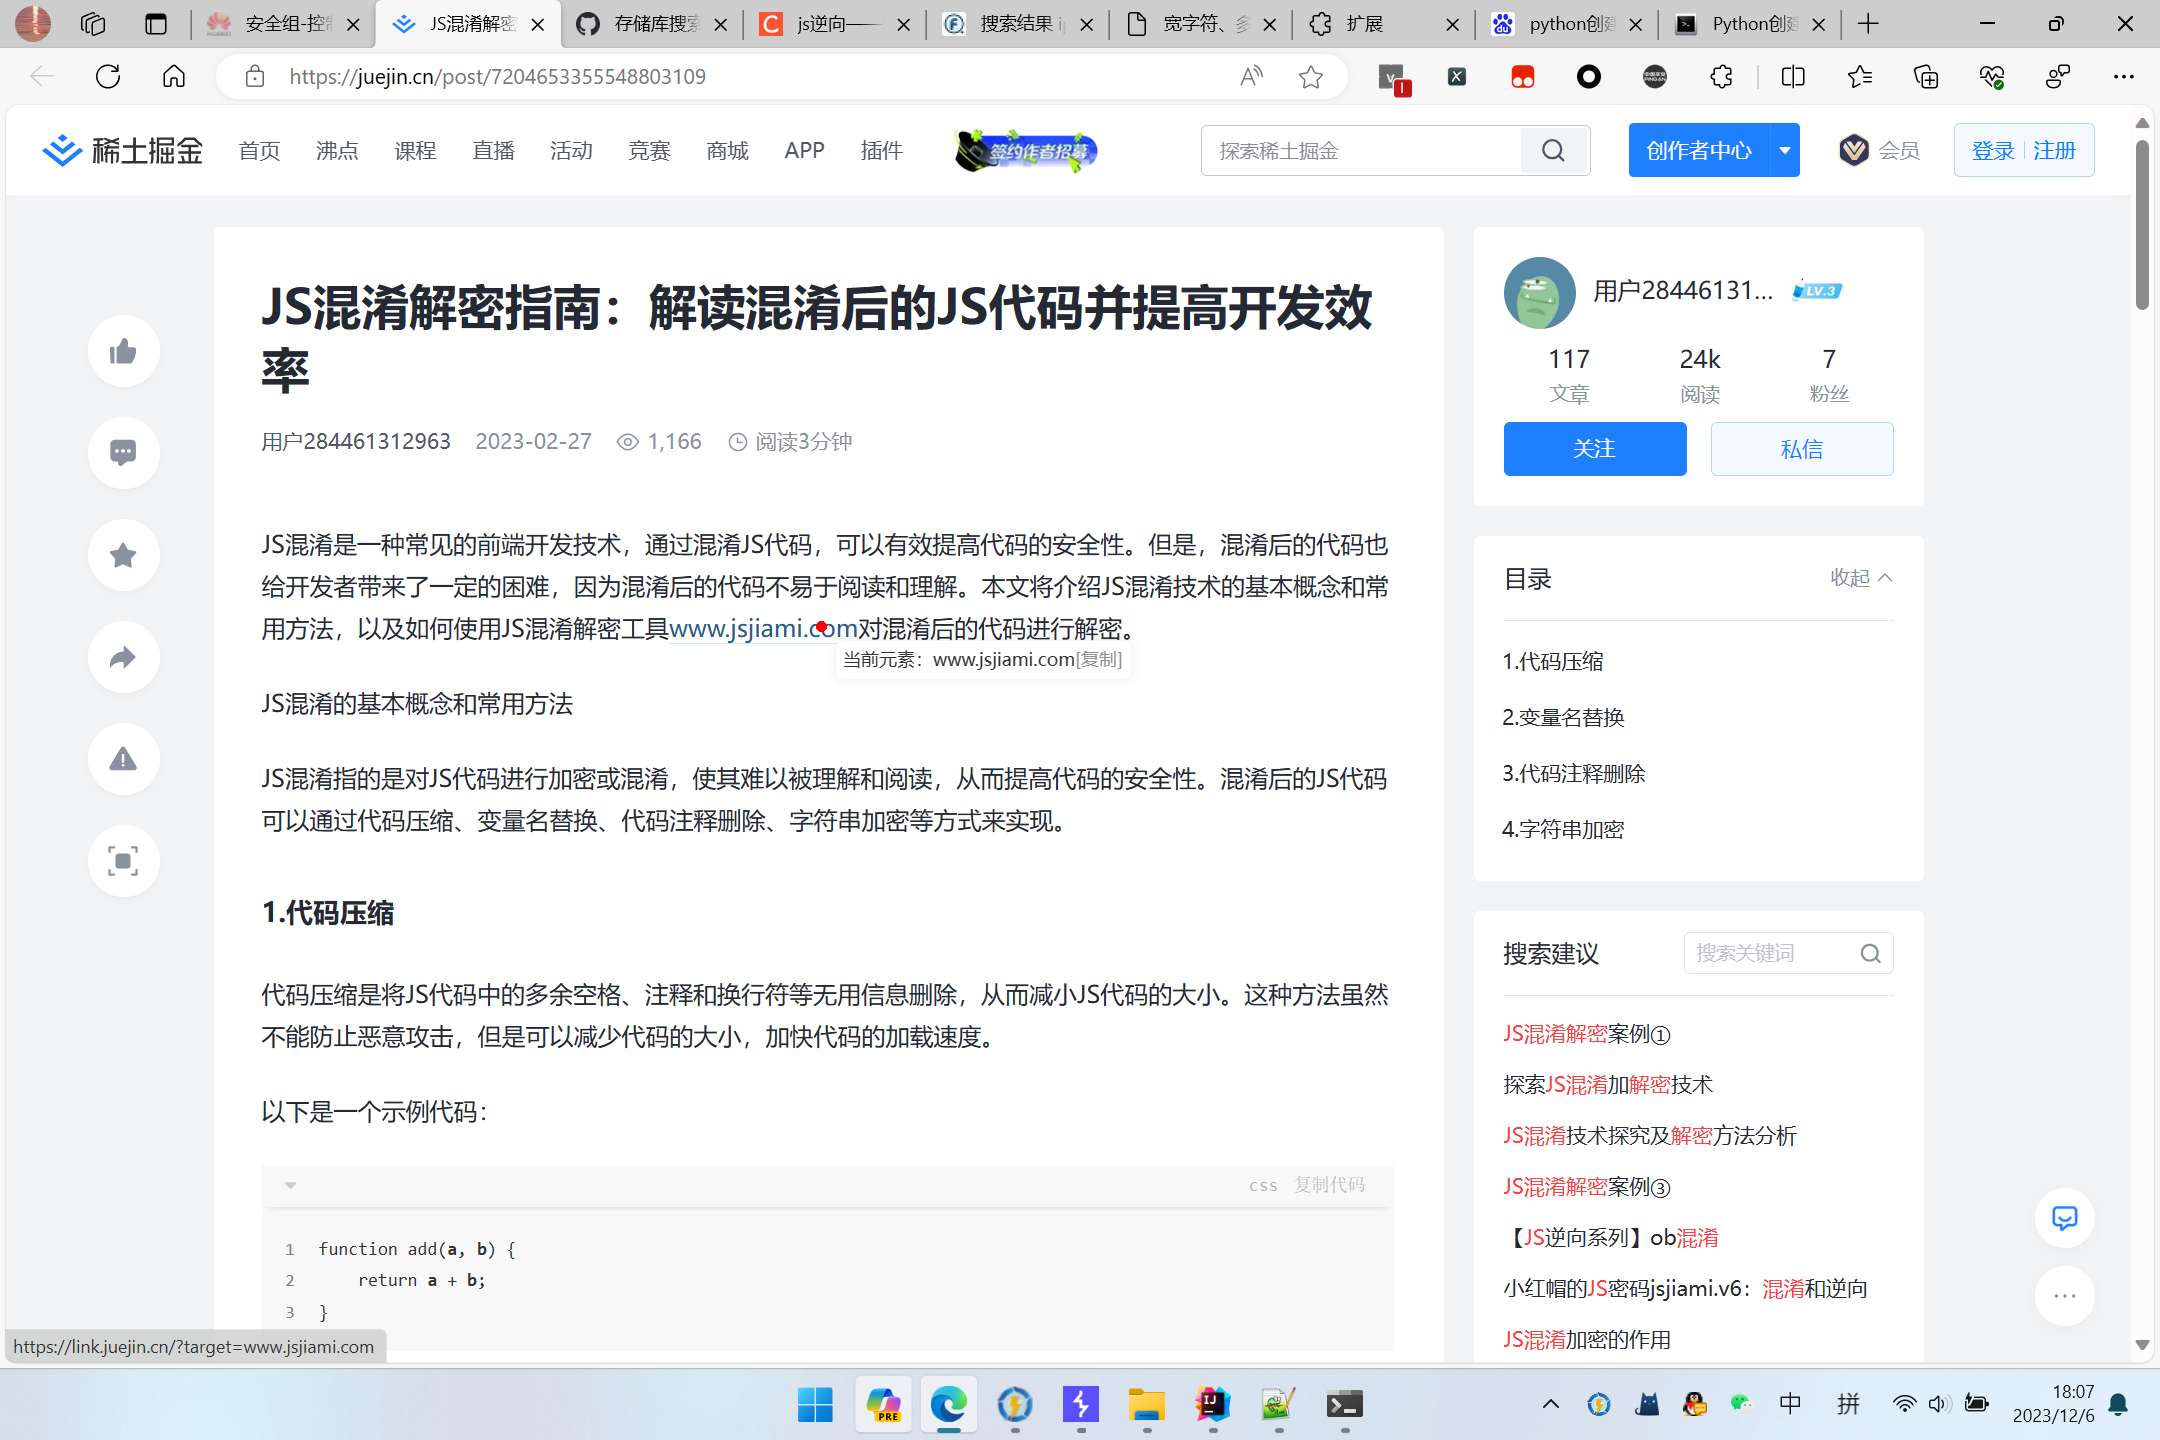 安全组-控
JS混淆解密
存储库搜索
js逆向——
搜索结果 i
宽字符、多
扩展
python创建
Python创建
https://juejin.cn/post/7204653355548803109
稀土掘金
首页
沸点
课程
直播
活动
竞赛
商城
APP
插件
签约作者招募
探索稀土掘金
创作者中心
会员
登录
注册
JS混淆解密指南：解读混淆后的JS代码并提高开发效
率
用户284461312963 2023-02-27 1,166 阅读3分钟
JS混淆是一种常见的前端开发技术，通过混淆JS代码，可以有效提高代码的安全性。但是，混淆后的代码也
给开发者带来了一定的困难，因为混淆后的代码不易于阅读和理解。本文将介绍JS混淆技术的基本概念和常
用方法，以及如何使用JS混淆解密工具www.jsjiami.com对混淆后的代码进行解密。
当前元素：www.jsjiami.com[复制]
JS混淆的基本概念和常用方法
JS混淆指的是对JS代码进行加密或混淆，使其难以被理解和阅读，从而提高代码的安全性。混淆后的JS代码
可以通过代码压缩、变量名替换、代码注释删除、字符串加密等方式来实现。
1.代码压缩
代码压缩是将JS代码中的多余空格、注释和换行符等无用信息删除，从而减小JS代码的大小。这种方法虽然
不能防止恶意攻击，但是可以减少代码的大小，加快代码的加载速度。
以下是一个示例代码：
css 复制代码
1 function add(a, b) {
2     return a + b;
3 }
https://link.juejin.cn/?target=www.jsjiami.com
用户28446131... LV.3
117 24k 7
文章 阅读 粉丝
关注 私信
目录 收起
1.代码压缩
2.变量名替换
3.代码注释删除
4.字符串加密
搜索建议 搜索关键词
JS混淆解密案例①
探索JS混淆加解密技术
JS混淆技术探究及解密方法分析
JS混淆解密案例③
【JS逆向系列】ob混淆
小红帽的JS密码jsjiami.v6：混淆和逆向
JS混淆加密的作用
PRE
中
拼
18:07
2023/12/6